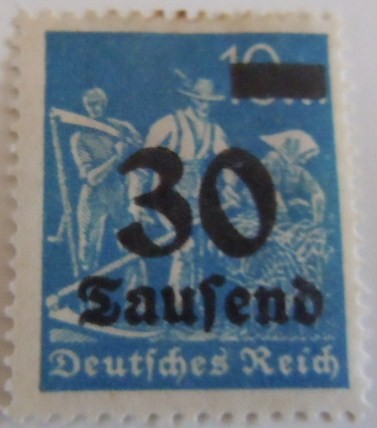 10 M
30
Tausend
Deutsches Reich